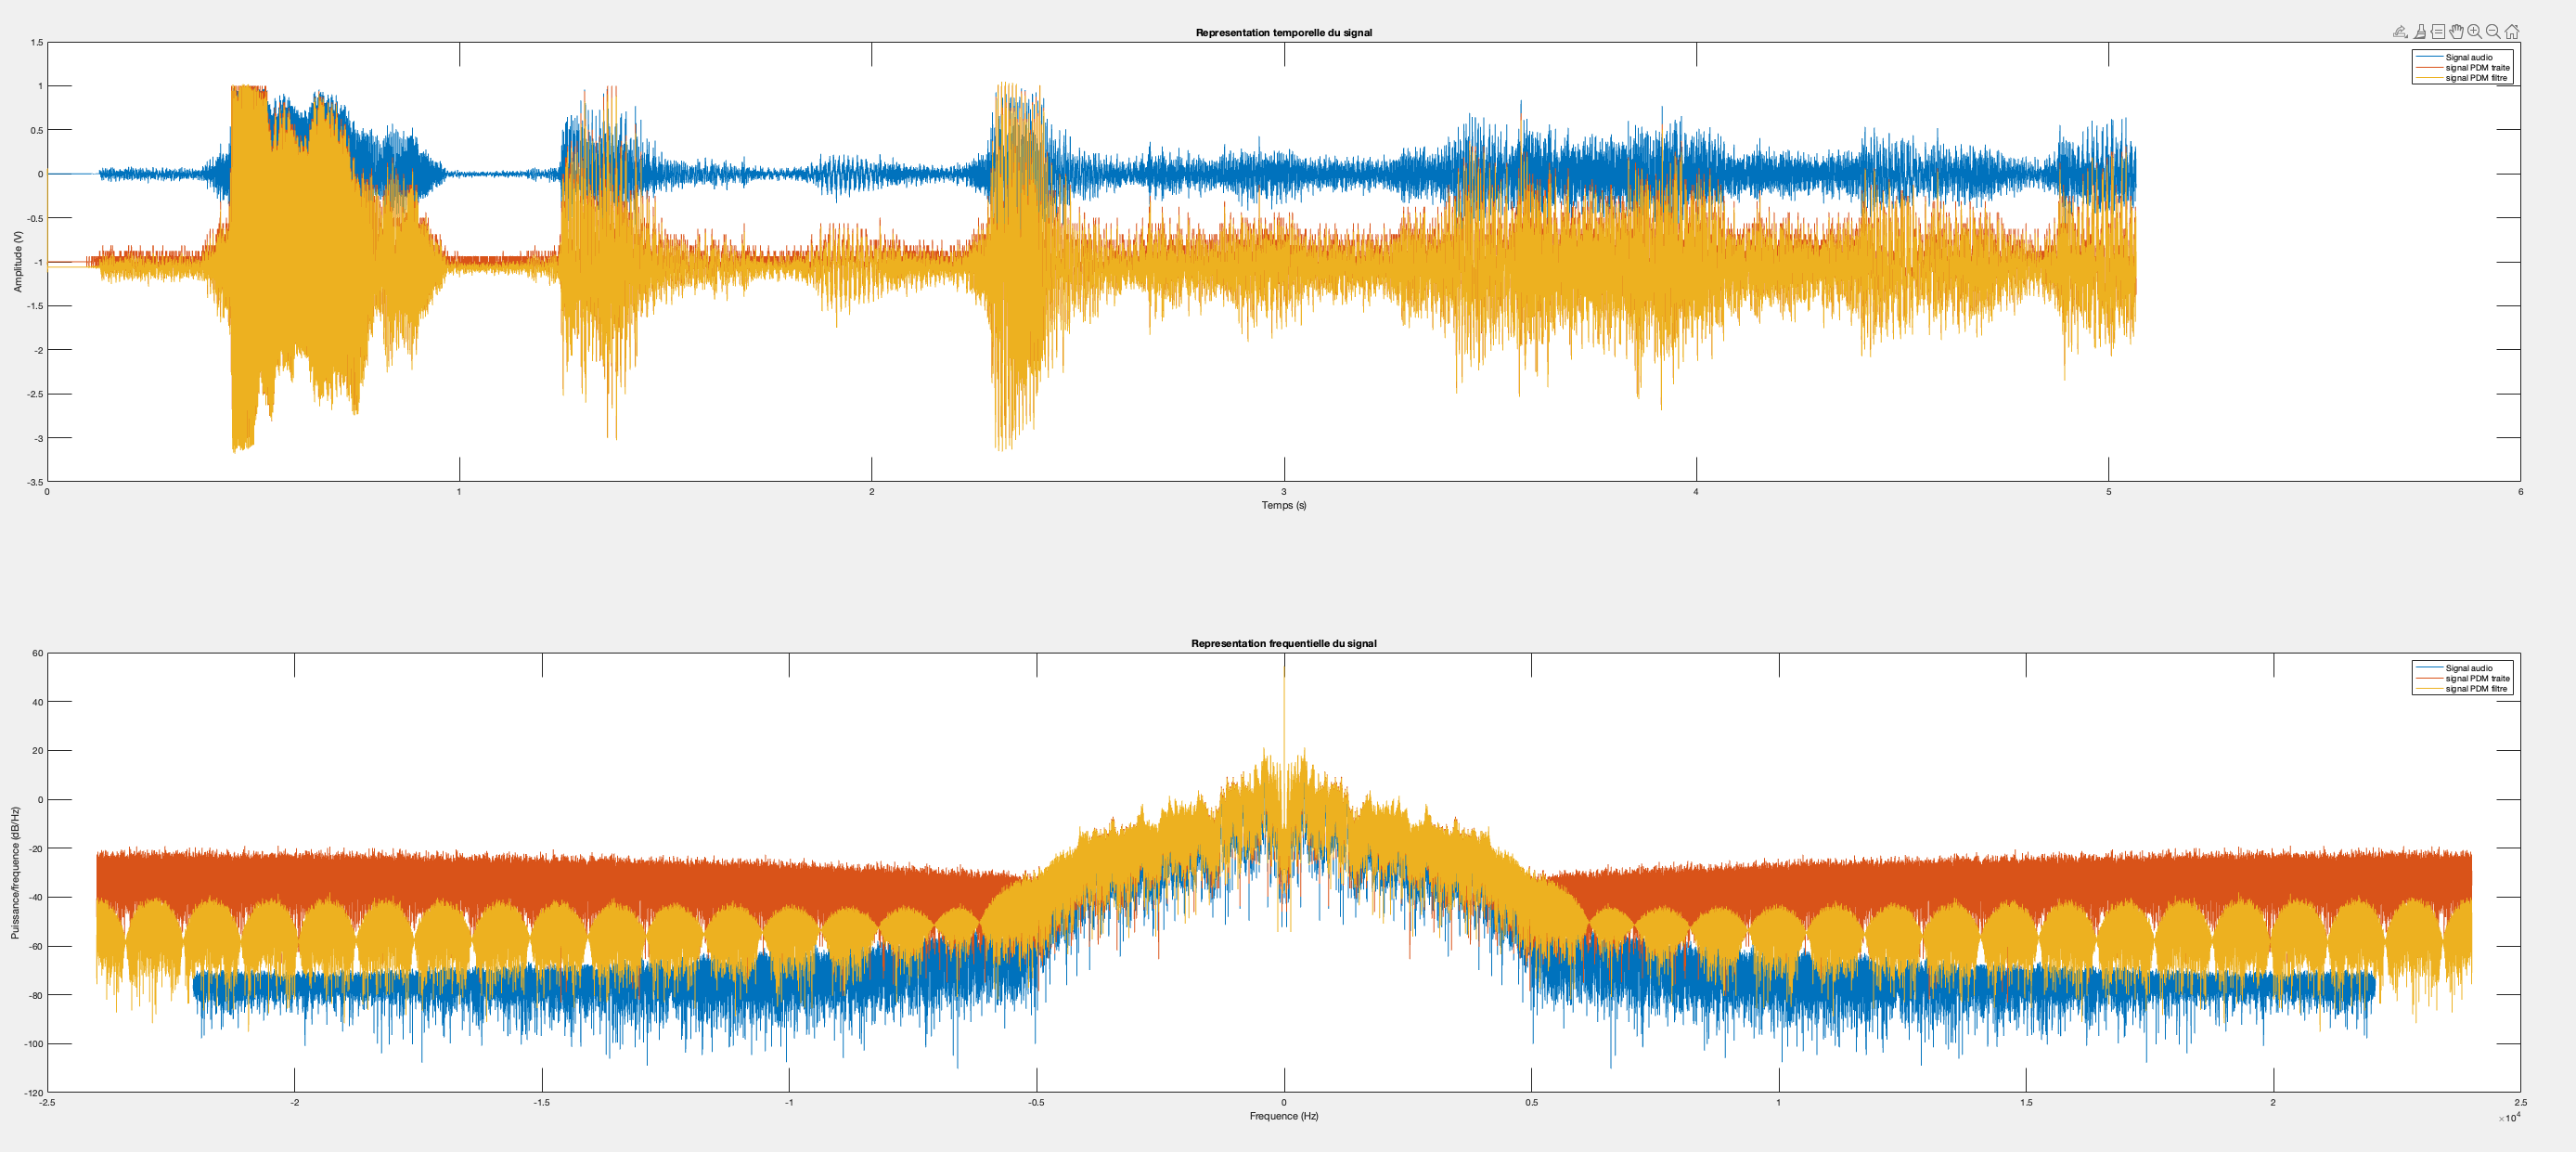 Representation temporelle du signal
1.5
1
0.5
0
-0.5
-1
-1.5
-2
-2.5
-3
-3.5
Amplitude (V)
Signal audio
signal PDM traite
signal PDM filtre
0 1 2 3 4 5 6
Temps (s)
Representation frequentielle du signal
60
40
20
0
-20
-40
-60
-80
-100
-120
Puissance/frequence (dB/Hz)
Signal audio
signal PDM traite
signal PDM filtre
-2.5 -2 -1.5 -1 -0.5 0 0.5 1 1.5 2 2.5
Frequence (Hz)
×10^4